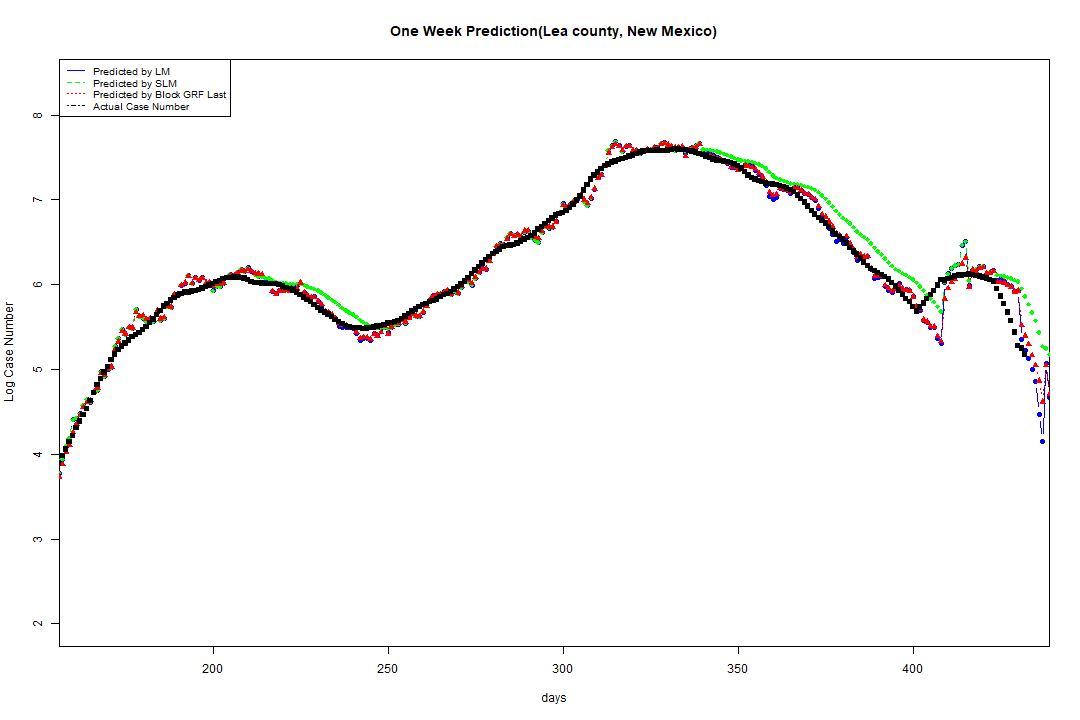 One Week Prediction(Lea county, New Mexico)
Predicted by LM
Predicted by SLM
Predicted by Block GRF Last
Actual Case Number
8
7
6
5
4
3
2
Log Case Number
200 250 300 350 400
days